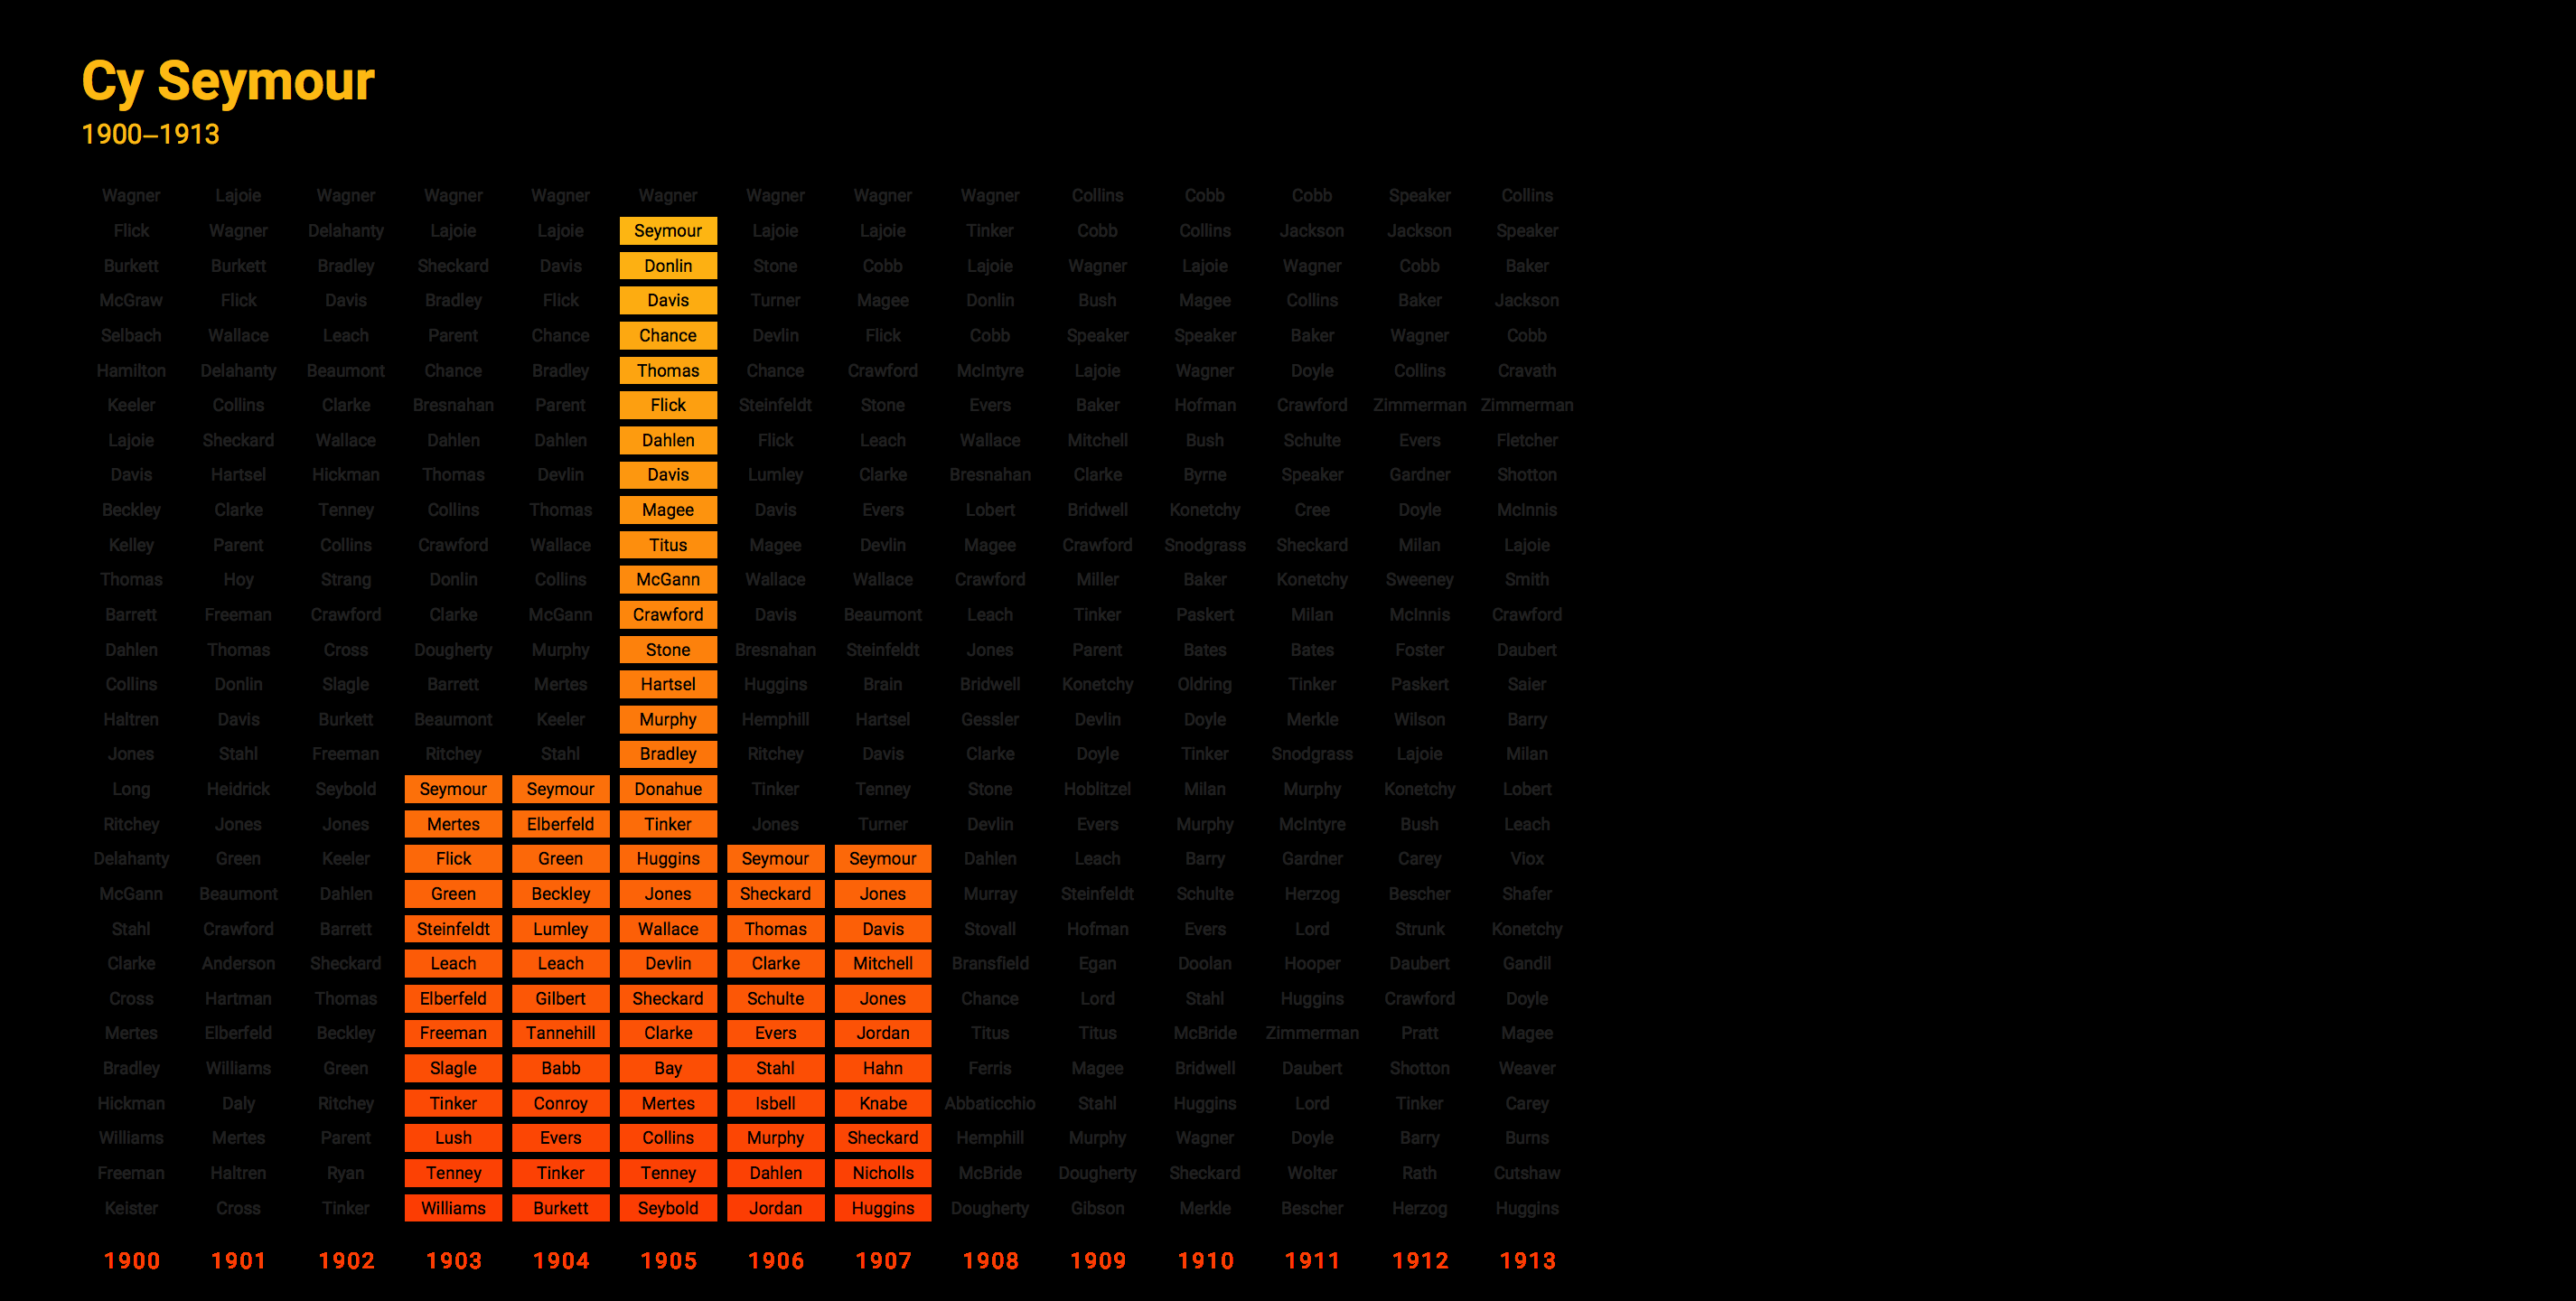 Cy Seymour
1900–1913
Wagner Lajoie Wagner Wagner Wagner Wagner Wagner Wagner Wagner Collins Cobb Cobb Speaker Collins
Flick Wagner Delahanty Lajoie Lajoie Seymour Lajoie Lajoie Tinker Cobb Collins Jackson Jackson Speaker
Burkett Burkett Bradley Sheckard Davis Donlin Stone Cobb Lajoie Wagner Lajoie Wagner Cobb Baker
McGraw Flick Davis Bradley Flick Davis Turner Magee Donlin Bush Magee Collins Baker Jackson
Selbach Wallace Leach Parent Chance Chance Devlin Flick Cobb Speaker Speaker Baker Wagner Cobb
Hamilton Delahanty Beaumont Chance Bradley Thomas Chance Crawford McIntyre Lajoie Wagner Doyle Collins Cravath
Keeler Collins Clarke Bresnahan Parent Flick Steinfeldt Stone Evers Baker Hofman Crawford Zimmerman Zimmerman
Lajoie Sheckard Wallace Dahlen Dahlen Dahlen Flick Leach Wallace Mitchell Bush Schulte Evers Fletcher
Davis Hartsel Hickman Thomas Devlin Davis Lumley Clarke Bresnahan Clarke Byrne Speaker Gardner Shotton
Beckley Clarke Tenney Collins Thomas Magee Davis Evers Lobert Bridwell Konetchy Cree Doyle McInnis
Kelley Parent Collins Crawford Wallace Titus Magee Devlin Magee Crawford Snodgrass Sheckard Milan Lajoie
Thomas Hoy Strang Donlin Collins McGann Wallace Wallace Crawford Miller Baker Konetchy Sweeney Smith
Barrett Freeman Crawford Clarke McGann Crawford Davis Beaumont Leach Tinker Paskert Milan McInnis Crawford
Dahlen Thomas Cross Dougherty Murphy Stone Bresnahan Steinfeldt Jones Parent Bates Bates Foster Daubert
Collins Donlin Slagle Barrett Mertes Hartsel Huggins Brain Bridwell Konetchy Oldring Tinker Paskert Saier
Haltren Davis Burkett Beaumont Keeler Murphy Hemphill Hartsel Gessler Devlin Doyle Merkle Wilson Barry
Jones Stahl Freeman Ritchey Stahl Bradley Ritchey Davis Clarke Doyle Tinker Snodgrass Lajoie Milan
Long Heidrick Seybold Seymour Seymour Donahue Tinker Tenney Stone Hoblitzel Milan Murphy Konetchy Lobert
Ritchey Jones Jones Mertes Elberfeld Tinker Jones Turner Devlin Evers Murphy McIntyre Bush Leach
Delahanty Green Keeler Flick Green Huggins Seymour Seymour Dahlen Leach Barry Gardner Carey Viox
McGann Beaumont Dahlen Green Beckley Jones Sheckard Jones Murray Steinfeldt Schulte Herzog Bescher Shafer
Stahl Crawford Barrett Steinfeldt Lumley Wallace Thomas Davis Stovall Hofman Evers Lord Strunk Konetchy
Clarke Anderson Sheckard Leach Leach Devlin Clarke Mitchell Bransfield Egan Doolan Hooper Daubert Gandil
Cross Hartman Thomas Elberfeld Gilbert Sheckard Schulte Jones Chance Lord Stahl Huggins Crawford Doyle
Mertes Elberfeld Beckley Freeman Tannehill Clarke Evers Jordan Titus Titus McBride Zimmerman Pratt Magee
Bradley Williams Green Slagle Babb Bay Stahl Hahn Ferris Magee Bridwell Daubert Shotton Weaver
Hickman Daly Ritchey Tinker Conroy Mertes Isbell Knabe Abbaticchio Stahl Huggins Lord Tinker Carey
Williams Mertes Parent Lush Evers Collins Murphy Sheckard Hemphill Murphy Wagner Doyle Barry Burns
Freeman Haltren Ryan Tenney Tinker Tenney Dahlen Nicholls McBride Dougherty Sheckard Wolter Rath Cutshaw
Keister Cross Tinker Williams Burkett Seybold Jordan Huggins Dougherty Gibson Merkle Bescher Herzog Huggins
1900 1901 1902 1903 1904 1905 1906 1907 1908 1909 1910 1911 1912 1913